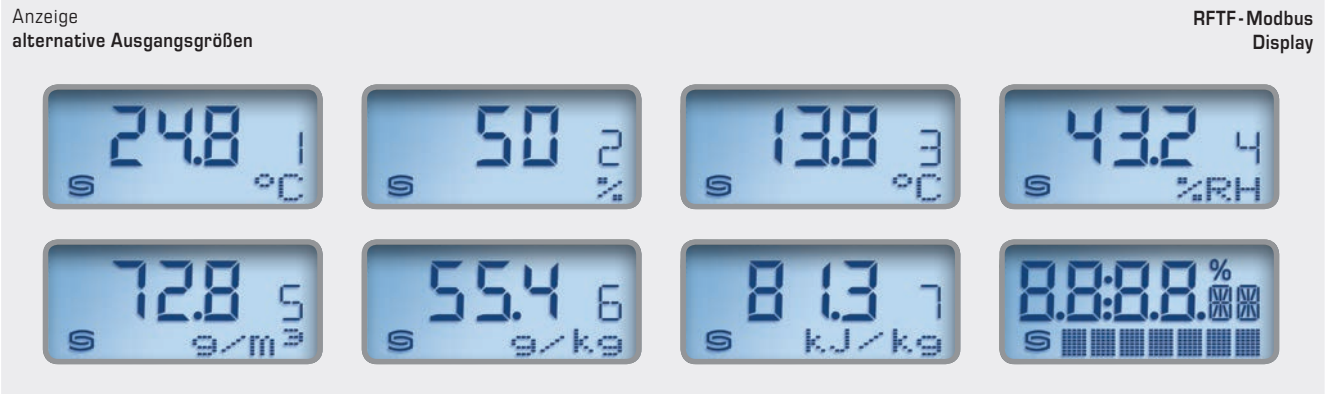 Anzeige
alternative Ausgangsgrößen
RFTF-Modbus
Display
24.8 1
°C
50 2
%
13.8 3
°C
43.2 4
%RH
72.8 5
g/m³
55.4 6
g/kg
81.3 7
kJ/kg
8.8:8.8.%